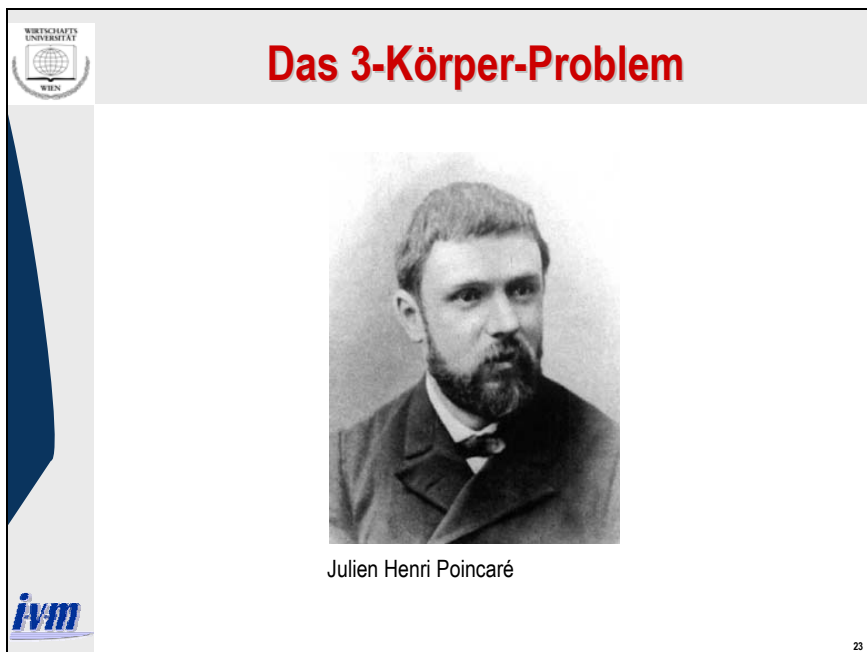 WIRTSCHAFTS
UNIVERSITÄT
WIEN
Das 3-Körper-Problem
Julien Henri Poincaré
ivm
23